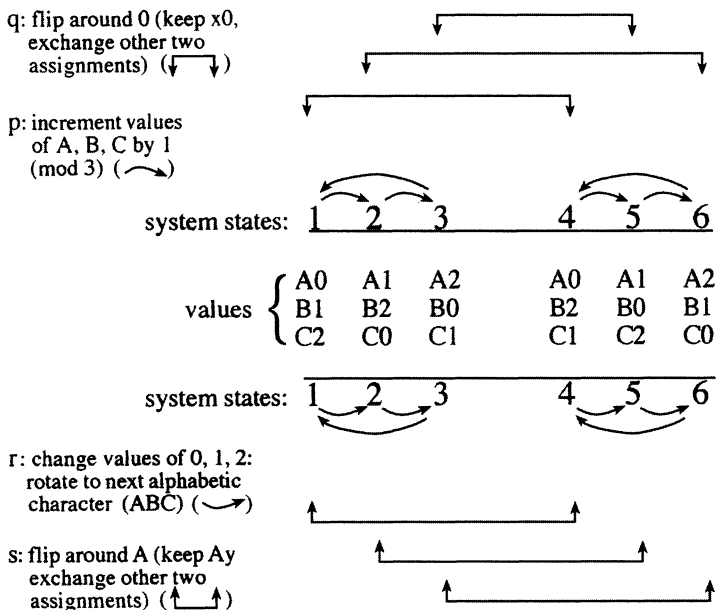 q: flip around 0 (keep x0,
exchange other two
assignments) ( )
p: increment values
of A, B, C by 1
(mod 3) ( )
system states: 1 2 3 4 5 6
A0 A1 A2 A0 A1 A2
values { B1 B2 B0 B2 B0 B1
C2 C0 C1 C1 C2 C0
system states: 1 2 3 4 5 6
r: change values of 0, 1, 2:
rotate to next alphabetic
character (ABC) ( )
s: flip around A (keep Ay
exchange other two
assignments) ( )